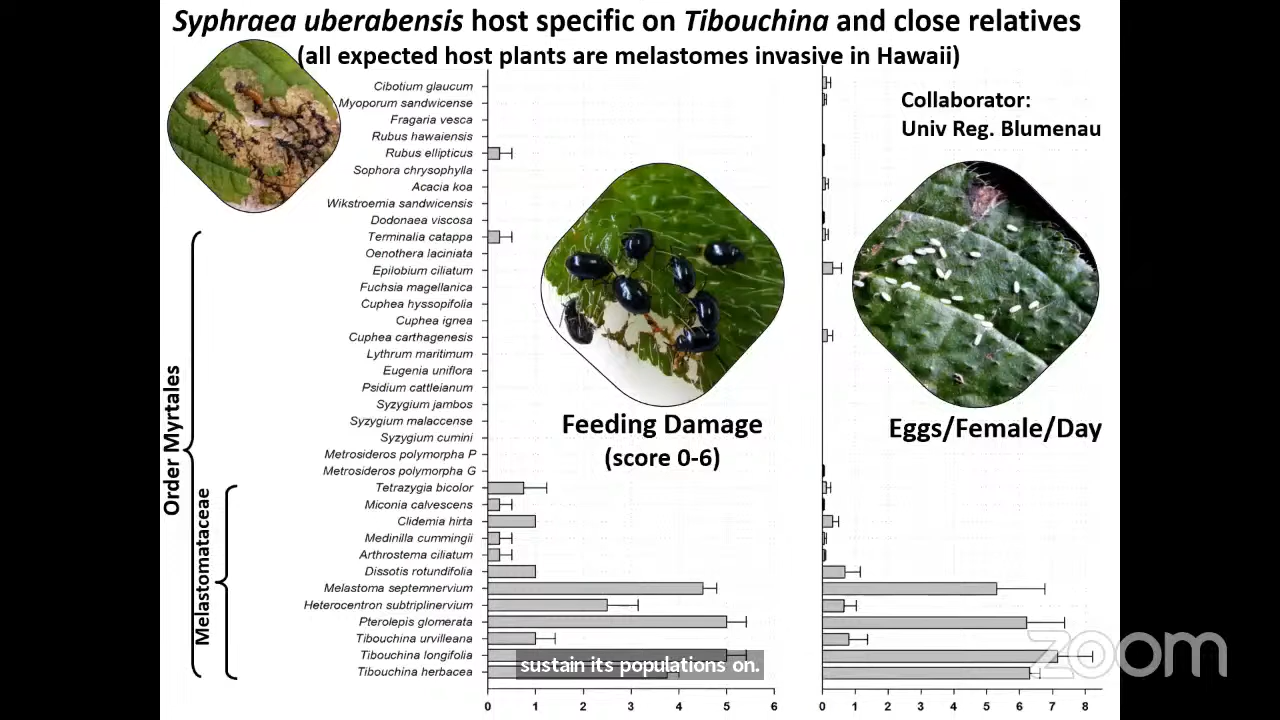 Syphraea uberabensis host specific on Tibouchina and close relatives
(all expected host plants are melastomes invasive in Hawaii)
Collaborator:
Univ Reg. Blumenau
Cibotium glaucum
Myoporum sandwicense
Fragaria vesca
Rubus hawaiensis
Rubus ellipticus
Sophora chrysophylla
Acacia koa
Wikstroemia sandwicensis
Dodonaea viscosa
Terminalia catappa
Oenothera laciniata
Epilobium ciliatum
Fuchsia magellanica
Cuphea hyssopifolia
Cuphea ignea
Cuphea carthagenesis
Lythrum maritimum
Eugenia uniflora
Psidium cattleianum
Syzygium jambos
Syzygium malaccense
Syzygium cumini
Metrosideros polymorpha P
Metrosideros polymorpha G
Tetrazygia bicolor
Miconia calvescens
Clidemia hirta
Medinilla cummingii
Arthrostema ciliatum
Dissotis rotundifolia
Melastoma septemnervium
Heterocentron subtriplinervium
Pterolepis glomerata
Tibouchina urvilleana
Tibouchina longifolia
Tibouchina herbacea
Order Myrtales
Melastomataceae
Feeding Damage
(score 0-6)
Eggs/Female/Day
sustain its populations on.
zoom
0 1 2 3 4 5 6
0 1 2 3 4 5 6 7 8